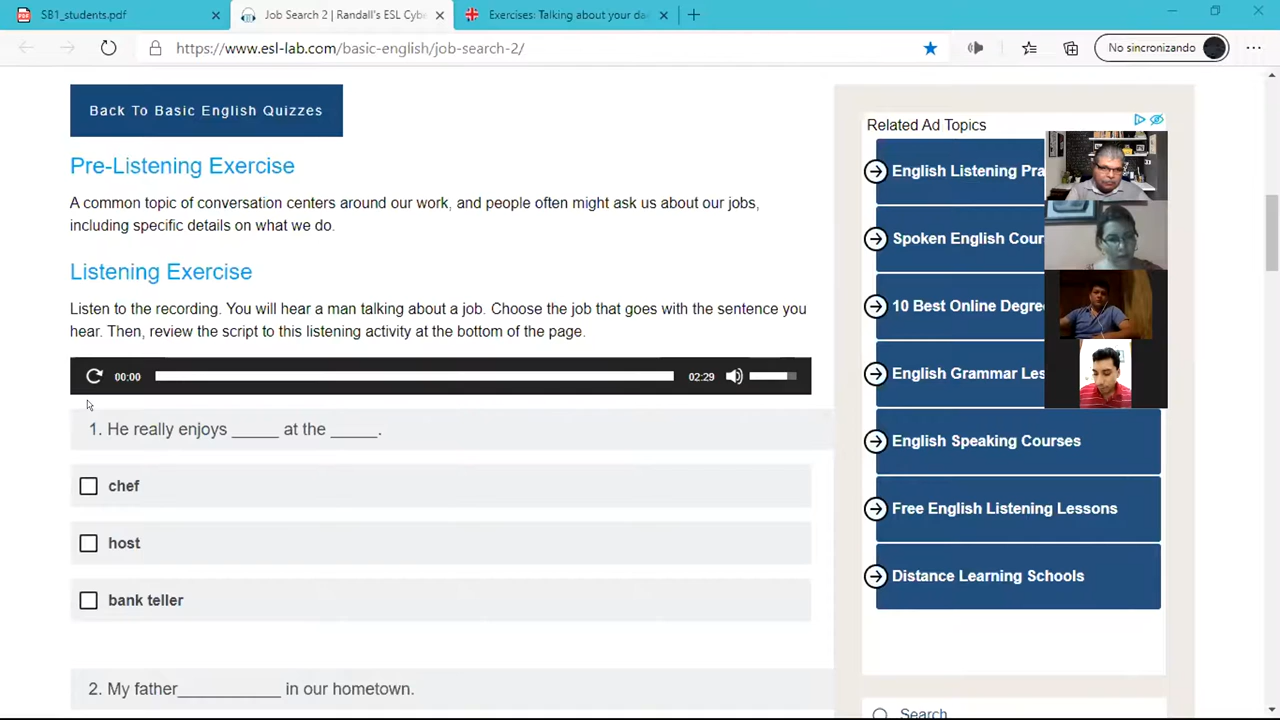 SB1_students.pdf
Job Search 2 | Randall's ESL Cybe
Exercises: Talking about your da
https://www.esl-lab.com/basic-english/job-search-2/
No sincronizando
Back To Basic English Quizzes
Pre-Listening Exercise
A common topic of conversation centers around our work, and people often might ask us about our jobs,
including specific details on what we do.
Listening Exercise
Listen to the recording. You will hear a man talking about a job. Choose the job that goes with the sentence you
hear. Then, review the script to this listening activity at the bottom of the page.
00:00
02:29
1. He really enjoys _____ at the _____.
chef
host
bank teller
2. My father___________ in our hometown.
Related Ad Topics
English Listening Pra
Spoken English Cour
10 Best Online Degre
English Grammar Les
English Speaking Courses
Free English Listening Lessons
Distance Learning Schools
Search